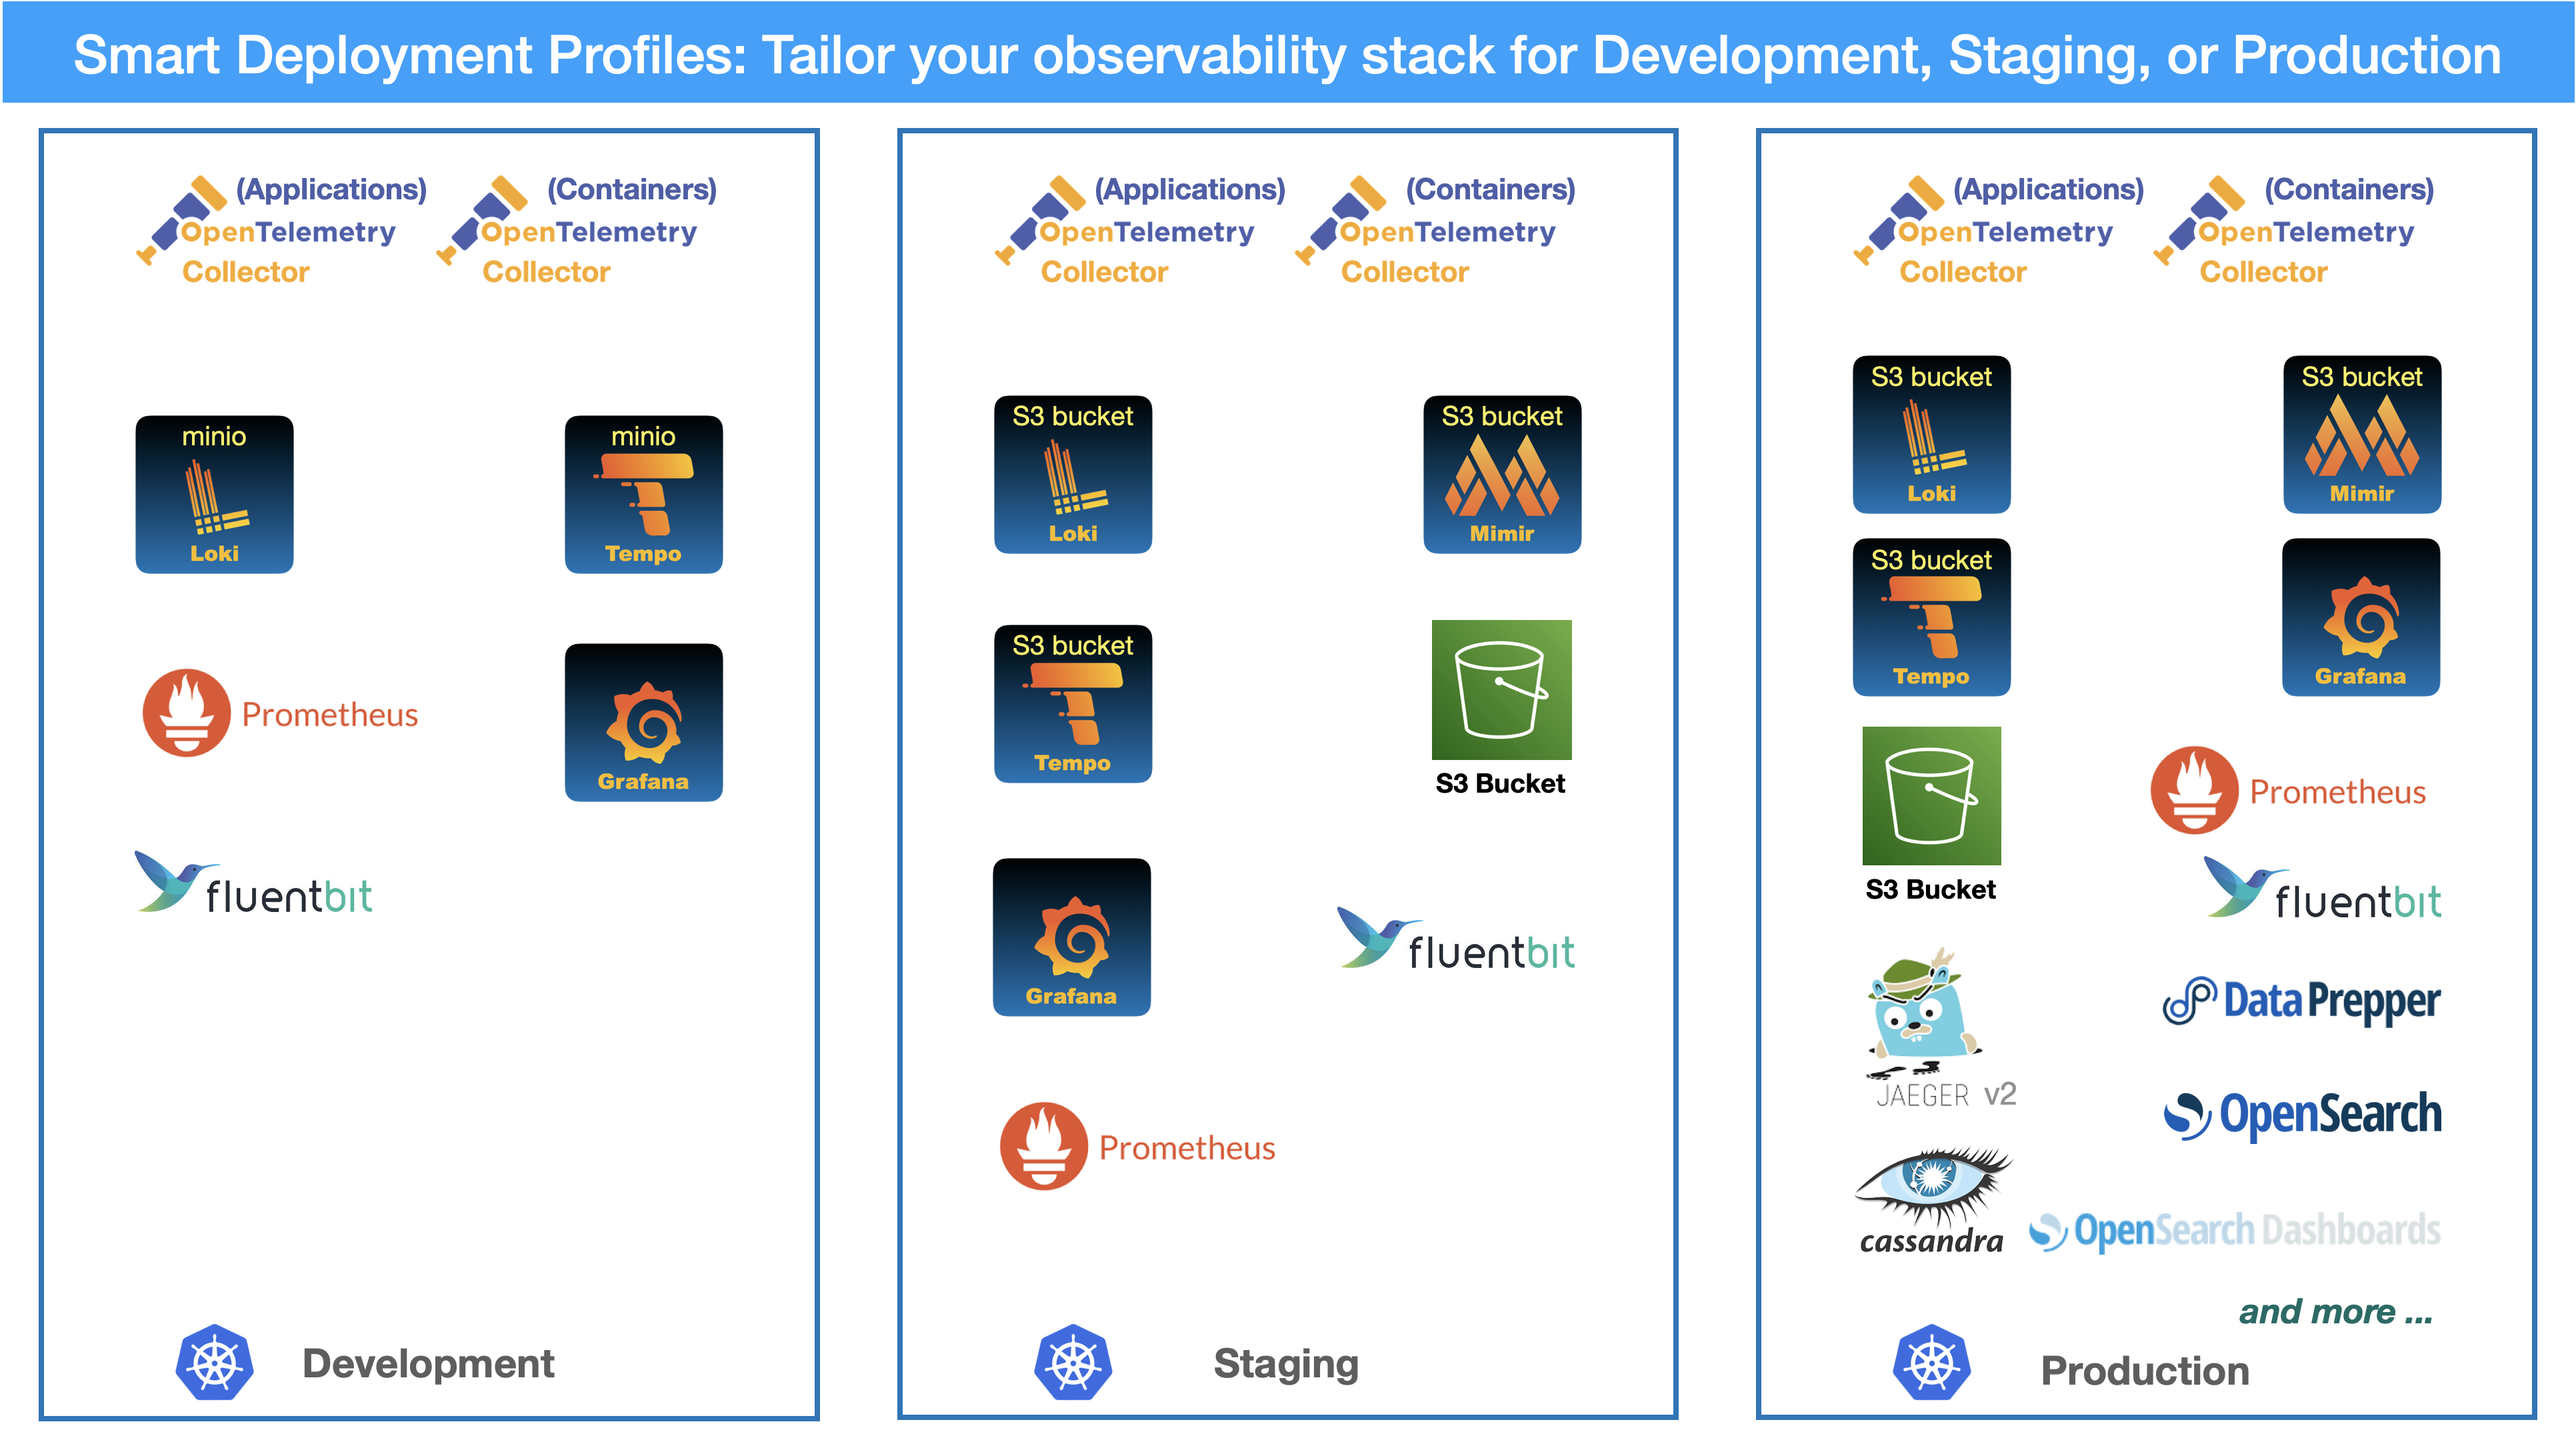 Smart Deployment Profiles: Tailor your observability stack for Development, Staging, or Production
(Applications)
OpenTelemetry
Collector
(Containers)
OpenTelemetry
Collector
minio
Loki
minio
Tempo
Prometheus
Grafana
fluentbit
Development
(Applications)
OpenTelemetry
Collector
(Containers)
OpenTelemetry
Collector
S3 bucket
Loki
S3 bucket
Mimir
S3 bucket
Tempo
S3 Bucket
Grafana
fluentbit
Prometheus
Staging
(Applications)
OpenTelemetry
Collector
(Containers)
OpenTelemetry
Collector
S3 bucket
Loki
S3 bucket
Mimir
S3 bucket
Tempo
Grafana
S3 Bucket
Prometheus
fluentbit
JAEGER v2
Data Prepper
OpenSearch
cassandra
OpenSearch Dashboards
and more ...
Production